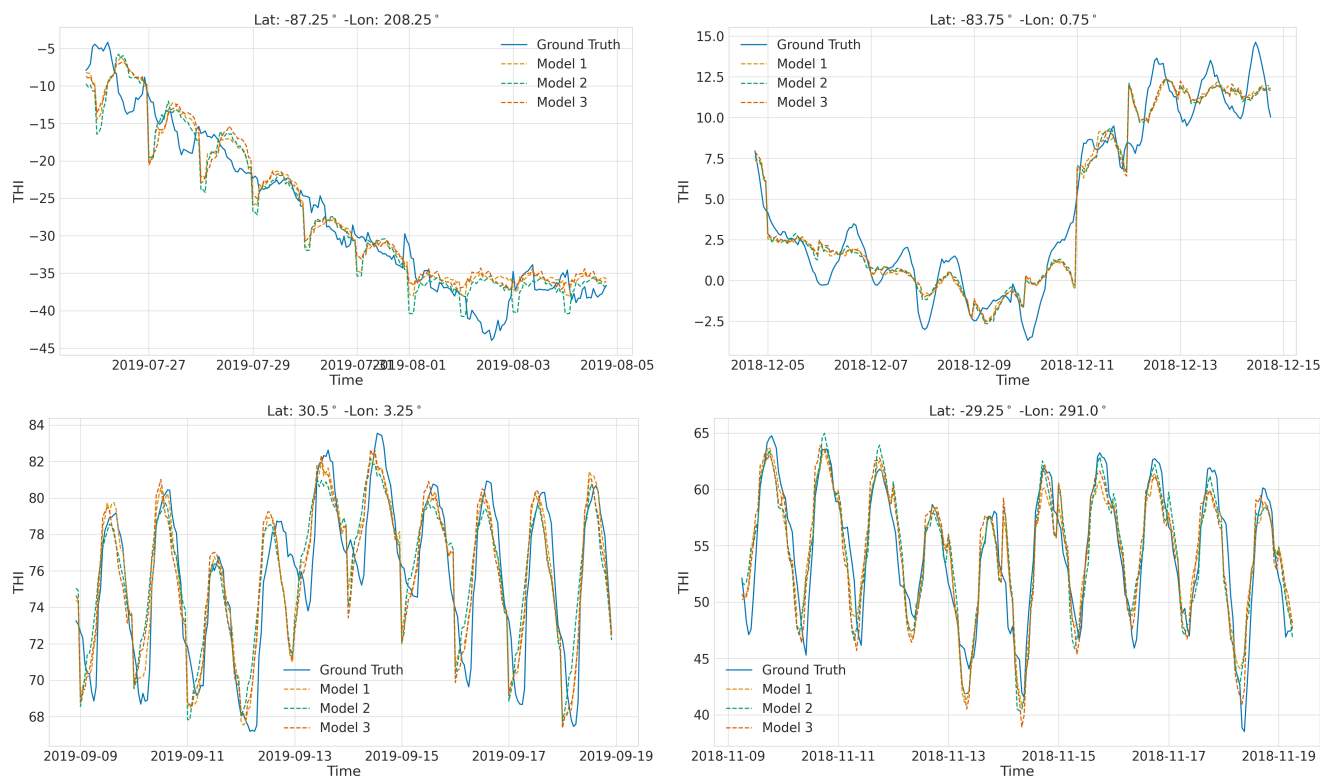 Lat: -87.25° -Lon: 208.25°
THI
−5
−10
−15
−20
−25
−30
−35
−40
−45
Ground Truth
Model 1
Model 2
Model 3
2019-07-27 2019-07-29 2019-07-31 2019-08-01 2019-08-03 2019-08-05
Time
Lat: -83.75° -Lon: 0.75°
THI
15.0
12.5
10.0
7.5
5.0
2.5
0.0
−2.5
Ground Truth
Model 1
Model 2
Model 3
2018-12-05 2018-12-07 2018-12-09 2018-12-11 2018-12-13 2018-12-15
Time
Lat: 30.5° -Lon: 3.25°
THI
84
82
80
78
76
74
72
70
68
Ground Truth
Model 1
Model 2
Model 3
2019-09-09 2019-09-11 2019-09-13 2019-09-15 2019-09-17 2019-09-19
Time
Lat: -29.25° -Lon: 291.0°
THI
65
60
55
50
45
40
Ground Truth
Model 1
Model 2
Model 3
2018-11-09 2018-11-11 2018-11-13 2018-11-15 2018-11-17 2018-11-19
Time